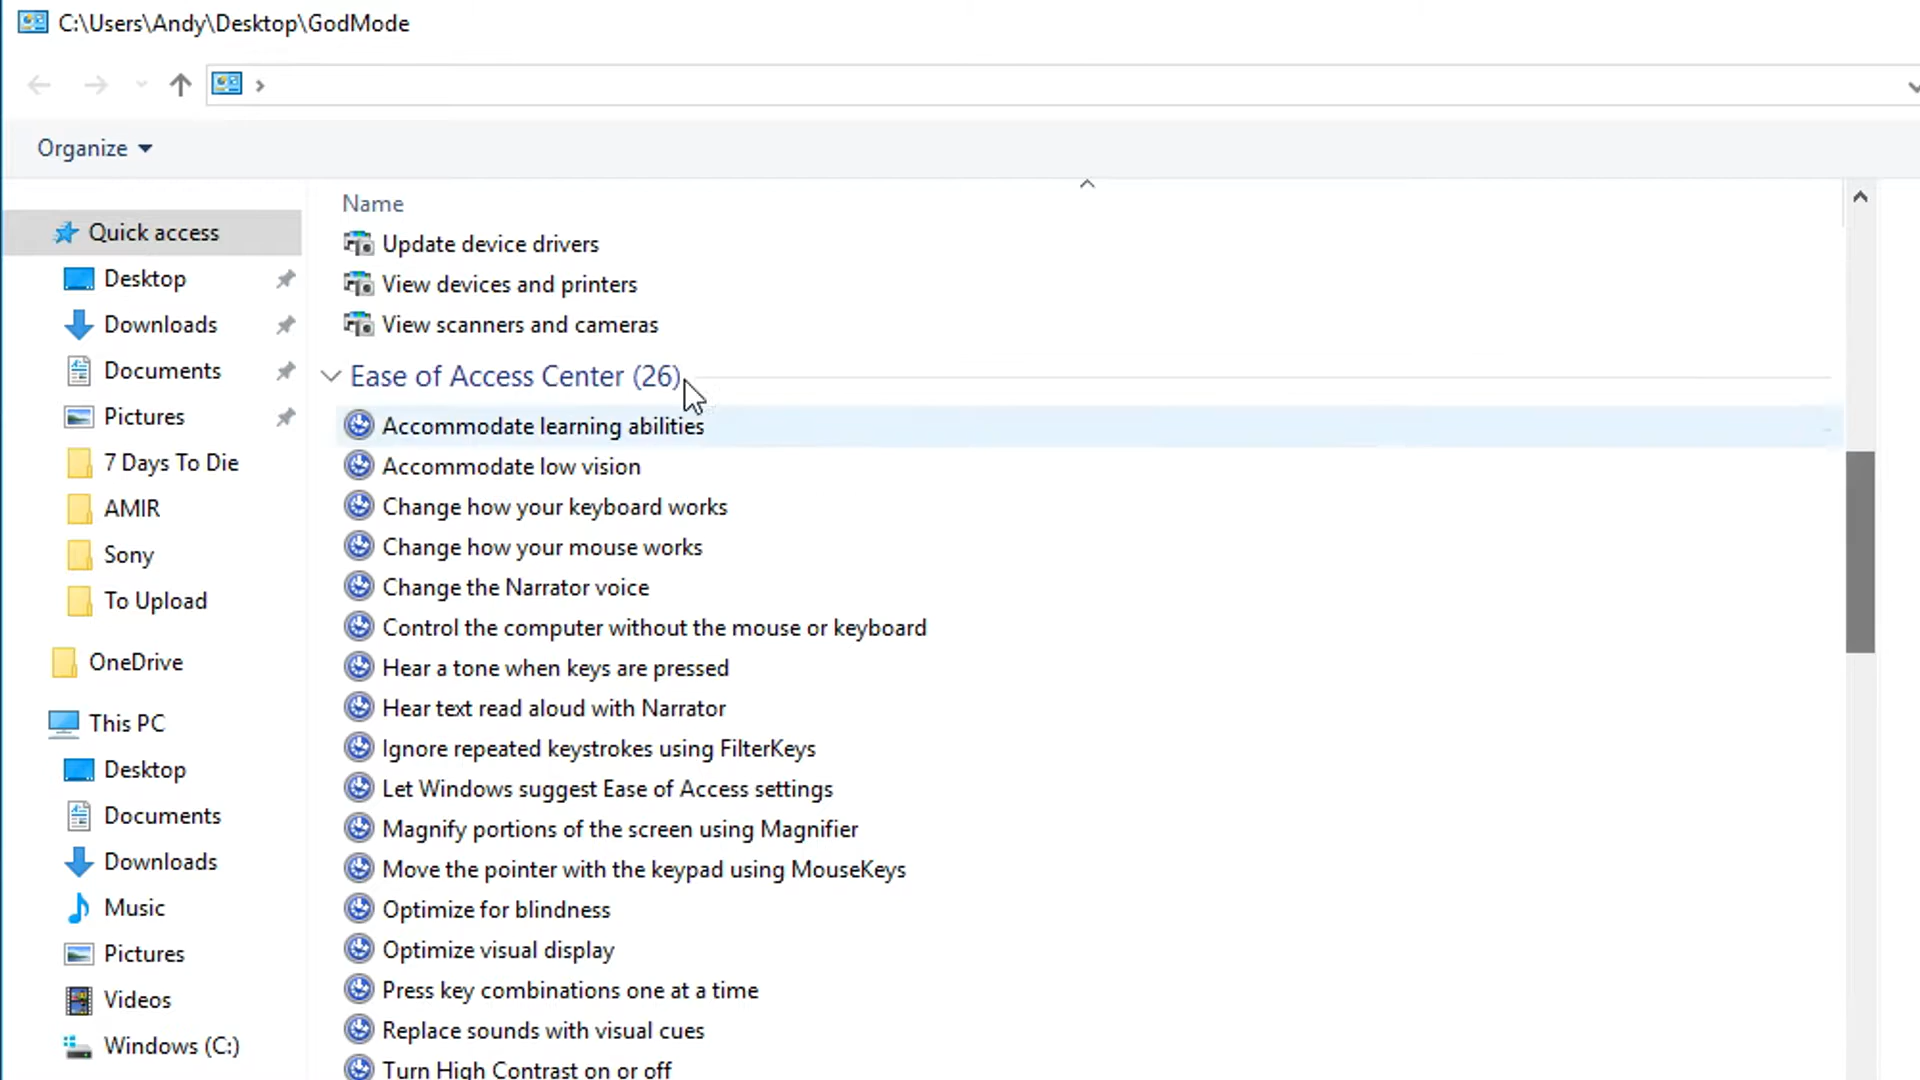 C:\Users\Andy\Desktop\GodMode
Organize
Quick access
Desktop
Downloads
Documents
Pictures
7 Days To Die
AMIR
Sony
To Upload
OneDrive
This PC
Desktop
Documents
Downloads
Music
Pictures
Videos
Windows (C:)
Name
Update device drivers
View devices and printers
View scanners and cameras
Ease of Access Center (26)
Accommodate learning abilities
Accommodate low vision
Change how your keyboard works
Change how your mouse works
Change the Narrator voice
Control the computer without the mouse or keyboard
Hear a tone when keys are pressed
Hear text read aloud with Narrator
Ignore repeated keystrokes using FilterKeys
Let Windows suggest Ease of Access settings
Magnify portions of the screen using Magnifier
Move the pointer with the keypad using MouseKeys
Optimize for blindness
Optimize visual display
Press key combinations one at a time
Replace sounds with visual cues
Turn High Contrast on or off